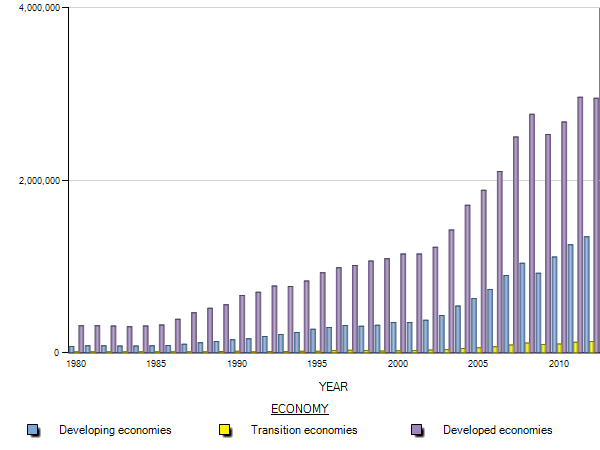 4,000,000
2,000,000
0
1980 1985 1990 1995 2000 2005 2010
YEAR
ECONOMY
Developing economies Transition economies Developed economies